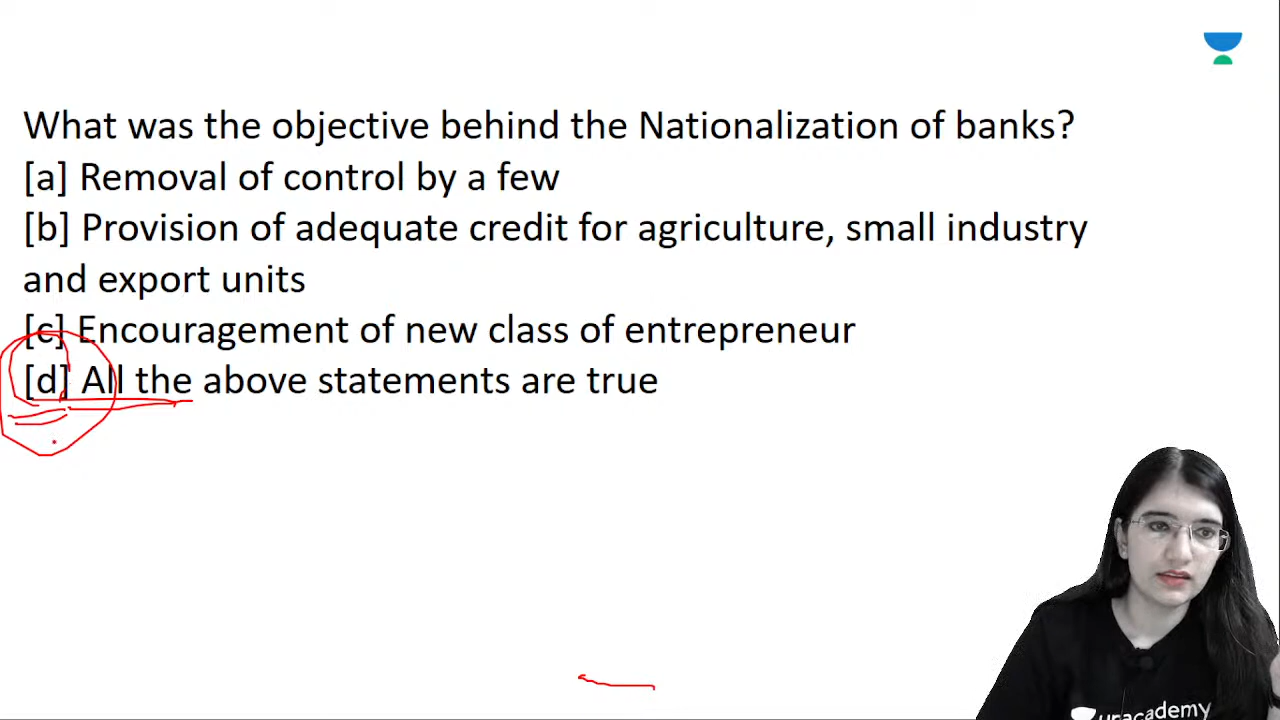 What was the objective behind the Nationalization of banks?
[a] Removal of control by a few
[b] Provision of adequate credit for agriculture, small industry
and export units
[c] Encouragement of new class of entrepreneur
[d] All the above statements are true